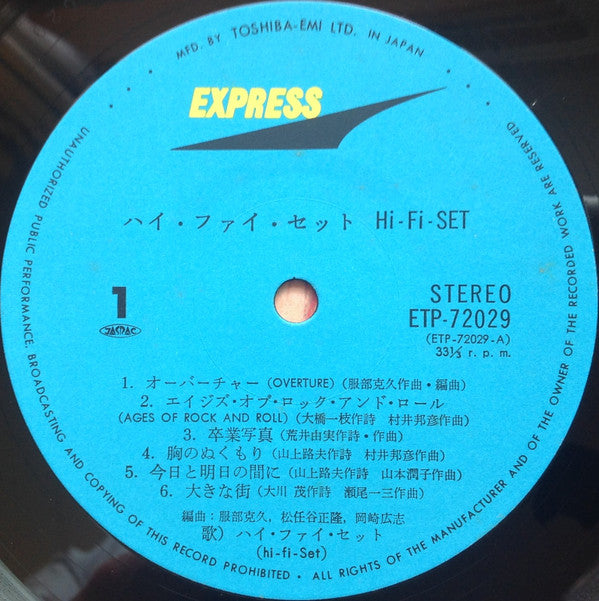 MFD. BY TOSHIBA-EMI LTD. IN JAPAN
EXPRESS
ハイ・ファイ・セット Hi-Fi-SET
1
JASRAC
STEREO
ETP-72029
(ETP-72029-A)
33⅓ r. p. m.
1. オーバーチャー (OVERTURE) (服部克久作曲・編曲)
2. エイジズ・オブ・ロック・アンド・ロール
(AGES OF ROCK AND ROLL) (大橋一枝作詩 村井邦彦作曲)
3. 卒業写真 (荒井由実作詩・作曲)
4. 胸のぬくもり (山上路夫作詩 村井邦彦作曲)
5. 今日と明日の間に (山上路夫作詩 山本潤子作曲)
6. 大きな街 (大川 茂作詩 瀬尾一三作曲)
編曲：服部克久，松任谷正隆，岡崎広志
歌） ハイ・ファイ・セット
(hi-fi-Set)
UNAUTHORIZED PUBLIC PERFORMANCE, BROADCASTING AND COPYING OF THIS RECORD PROHIBITED • ALL RIGHTS OF THE MANUFACTURER AND OF THE OWNER OF THE RECORDED WORK ARE RESERVED